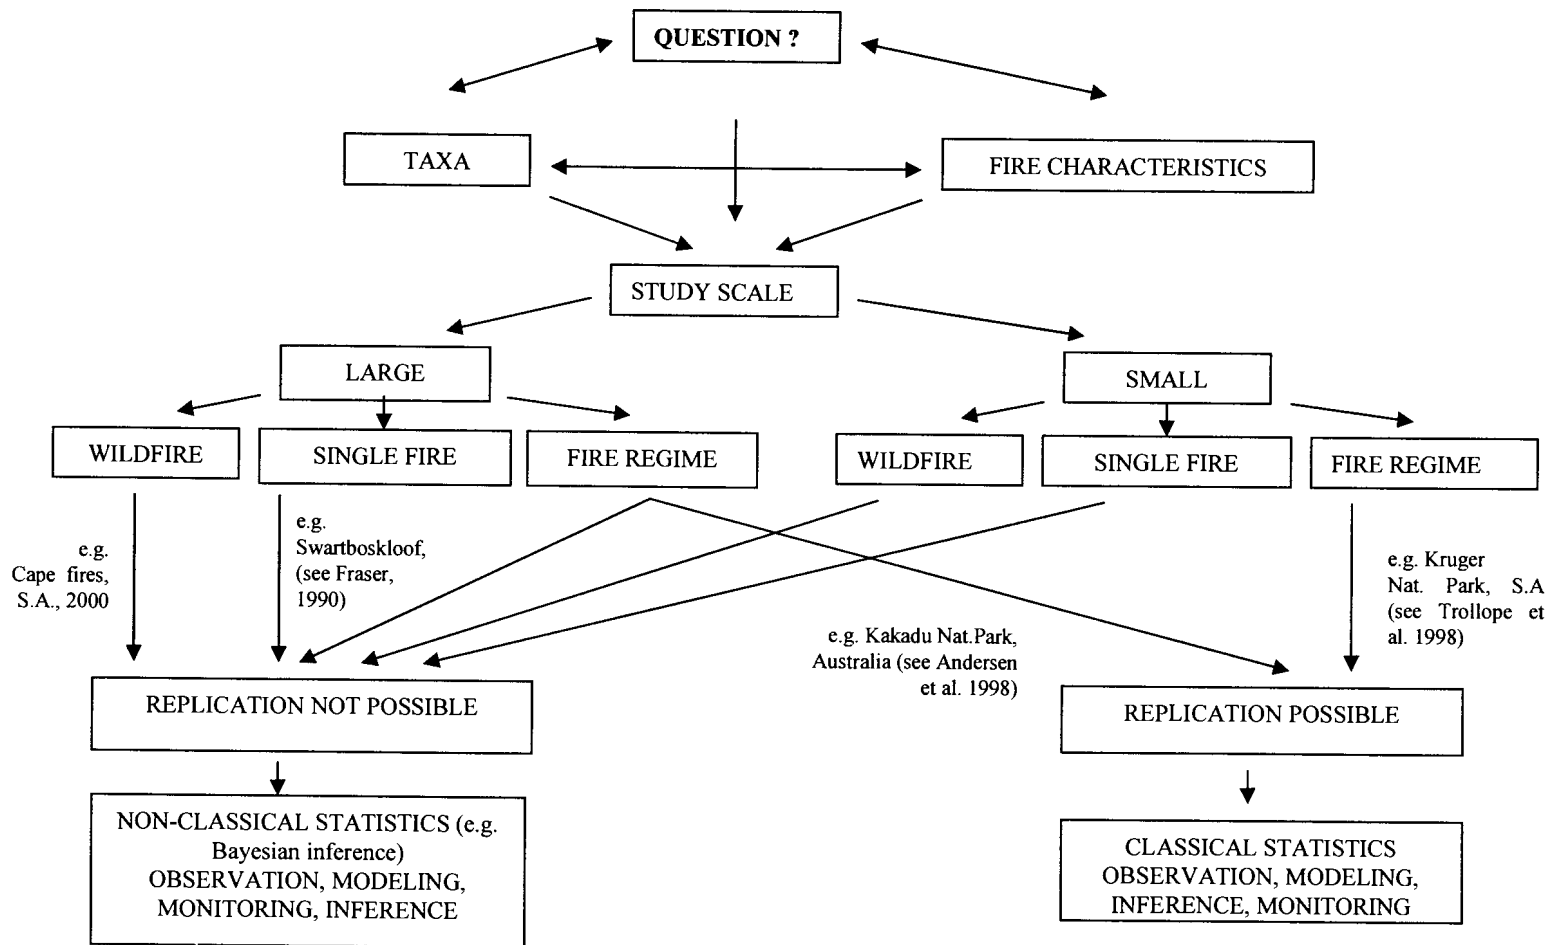 QUESTION ?
TAXA
FIRE CHARACTERISTICS
STUDY SCALE
LARGE
SMALL
WILDFIRE
SINGLE FIRE
FIRE REGIME
WILDFIRE
SINGLE FIRE
FIRE REGIME
e.g.
Cape fires,
S.A., 2000
e.g.
Swartboskloof,
(see Fraser,
1990)
e.g. Kakadu Nat.Park,
Australia (see Andersen
et al. 1998)
e.g. Kruger
Nat. Park, S.A
(see Trollope et
al. 1998)
REPLICATION NOT POSSIBLE
REPLICATION POSSIBLE
NON-CLASSICAL STATISTICS (e.g.
Bayesian inference)
OBSERVATION, MODELING,
MONITORING, INFERENCE
CLASSICAL STATISTICS
OBSERVATION, MODELING,
INFERENCE, MONITORING